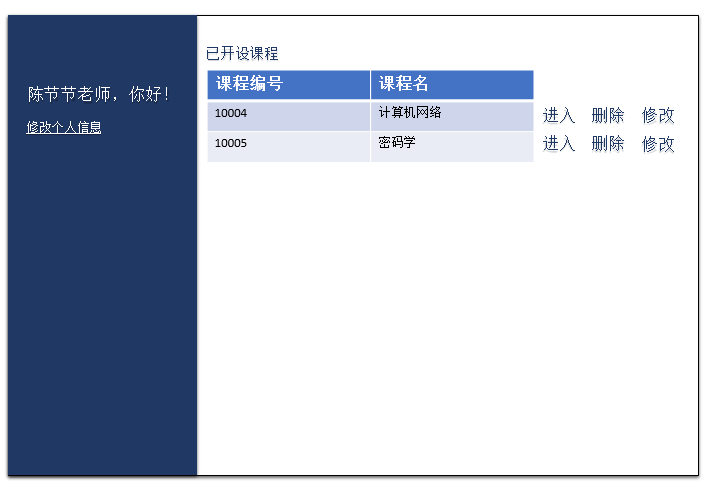 陈节节老师，你好！
修改个人信息
已开设课程
课程编号 课程名
10004 计算机网络 进入 删除 修改
10005 密码学 进入 删除 修改